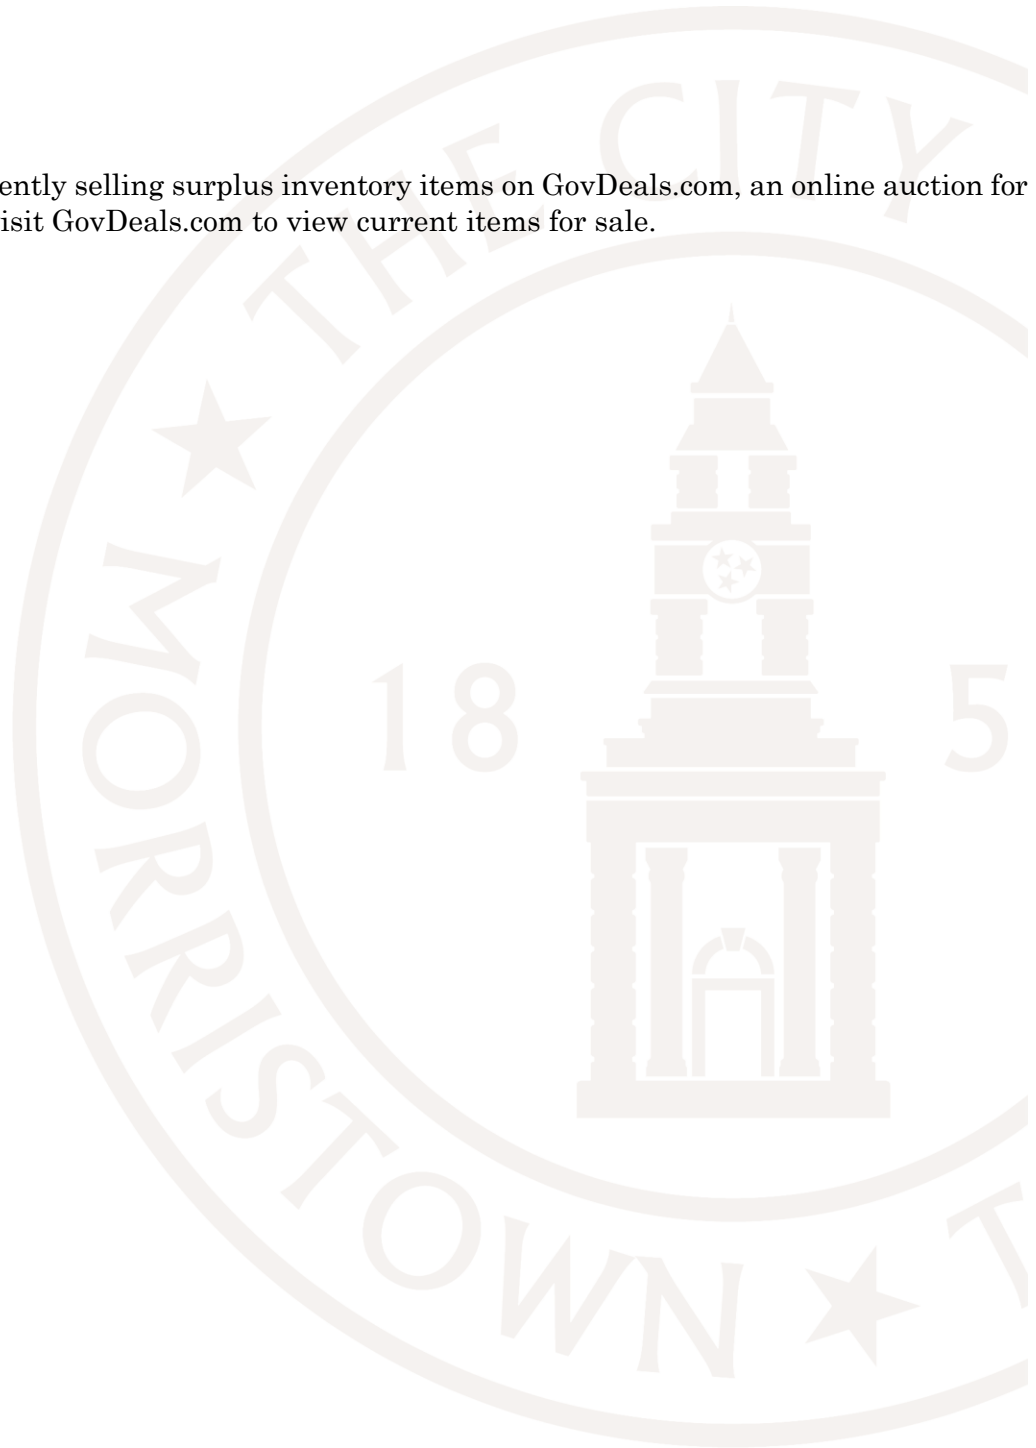 ently selling surplus inventory items on GovDeals.com, an online auction for
isit GovDeals.com to view current items for sale.
THE CITY
MORRISTOWN
18 5
T